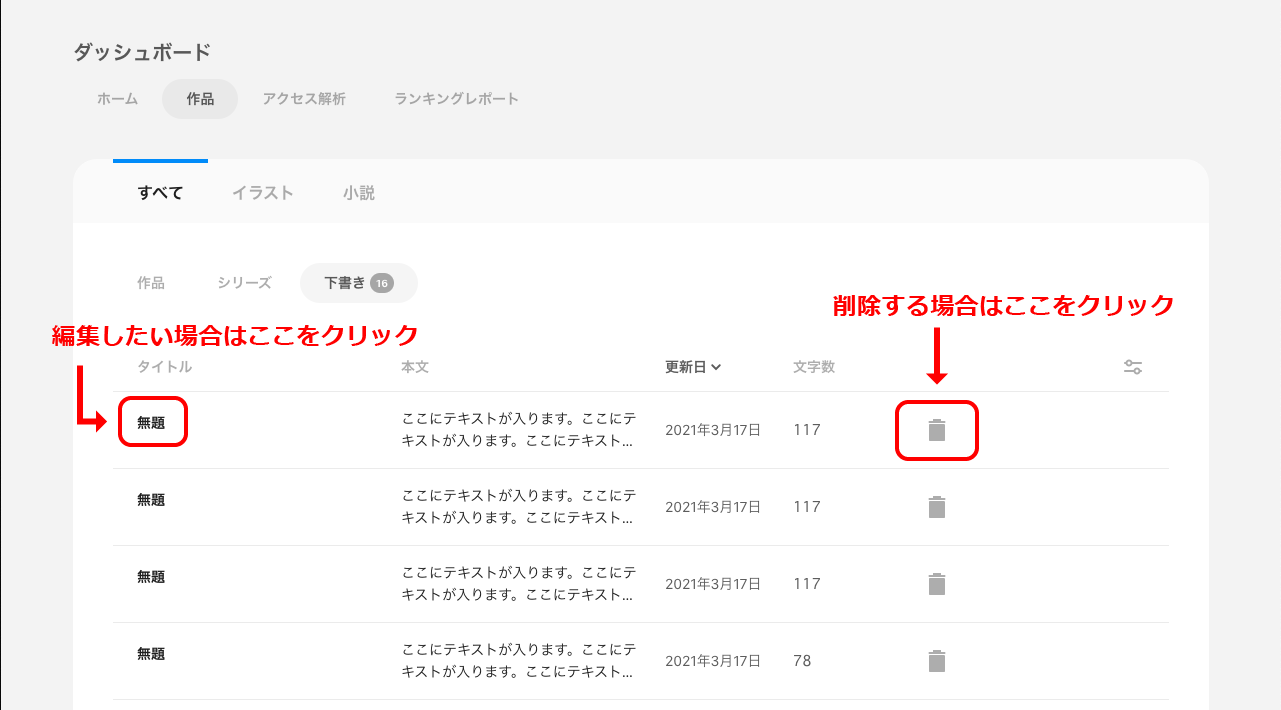 ダッシュボード
ホーム 作品 アクセス解析 ランキングレポート
すべて イラスト 小説
作品 シリーズ 下書き 16
削除する場合はここをクリック
編集したい場合はここをクリック
タイトル 本文 更新日 文字数
無題 ここにテキストが入ります。ここにテ
キストが入ります。ここにテキスト... 2021年3月17日 117
無題 ここにテキストが入ります。ここにテ
キストが入ります。ここにテキスト... 2021年3月17日 117
無題 ここにテキストが入ります。ここにテ
キストが入ります。ここにテキスト... 2021年3月17日 117
無題 ここにテキストが入ります。ここにテ
キストが入ります。ここにテキスト... 2021年3月17日 78